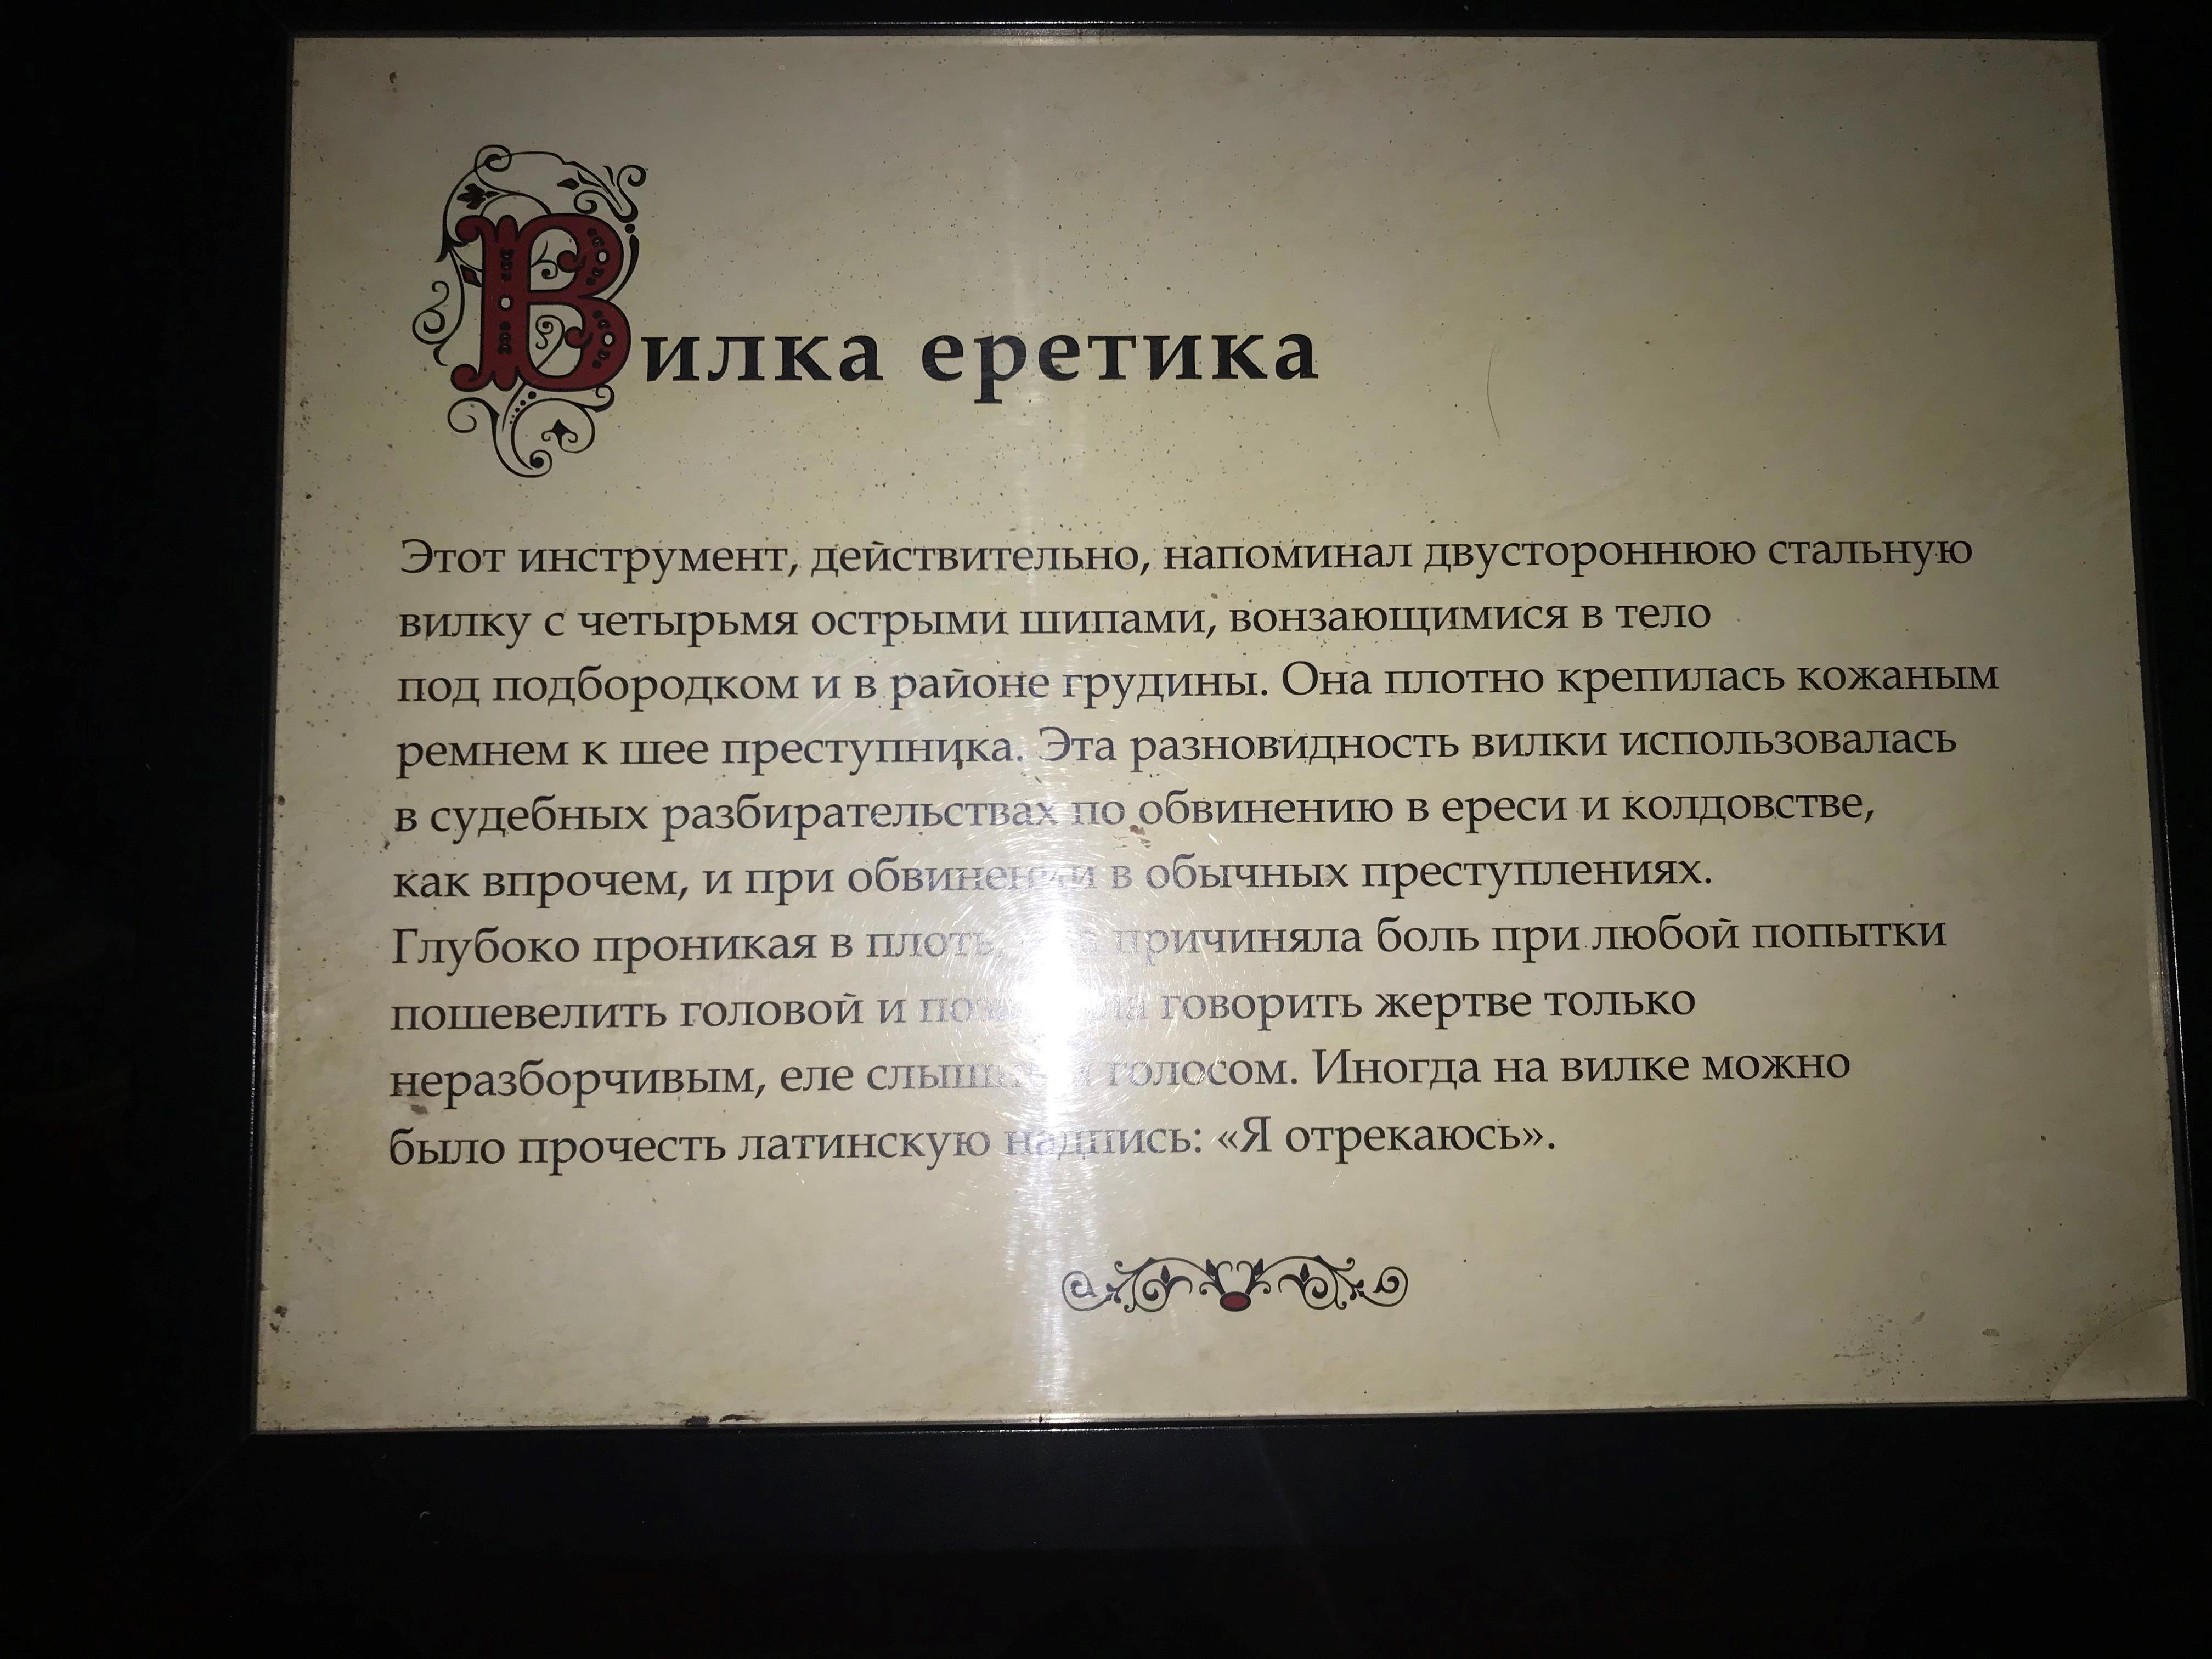 Вилка еретика
Этот инструмент, действительно, напоминал двустороннюю стальную
вилку с четырьмя острыми шипами, вонзающимися в тело
под подбородком и в районе грудины. Она плотно крепилась кожаным
ремнем к шее преступника. Эта разновидность вилки использовалась
в судебных разбирательствах по обвинению в ереси и колдовстве,
как впрочем, и при обвинении в обычных преступлениях.
Глубоко проникая в плоть, причиняла боль при любой попытки
пошевелить головой и говорить жертве только
неразборчивым, еле голосом. Иногда на вилке можно
было прочесть латинскую надпись: «Я отрекаюсь».